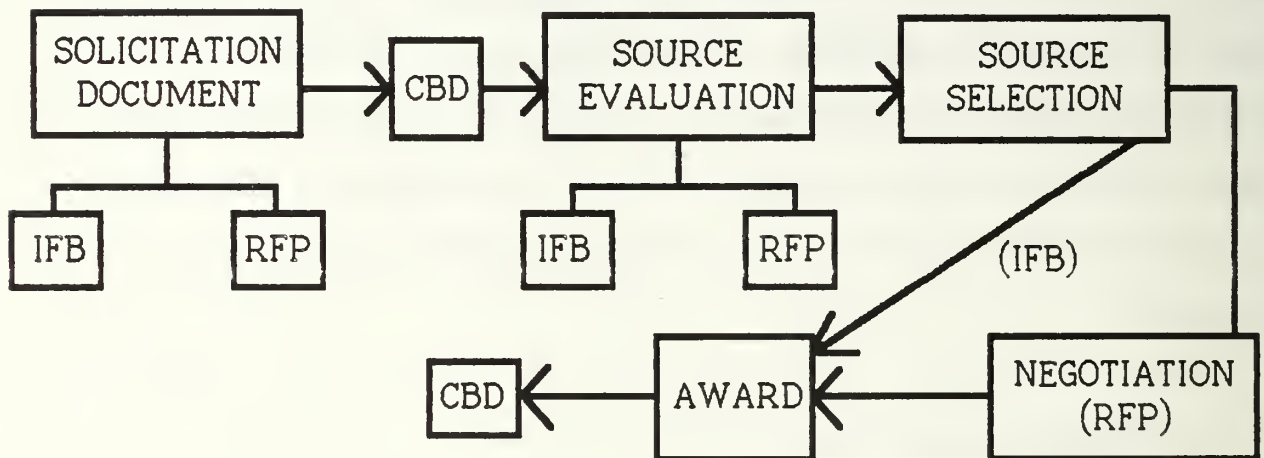 SOLICITATION
DOCUMENT
CBD
SOURCE
EVALUATION
SOURCE
SELECTION
IFB
RFP
IFB
RFP
(IFB)
CBD
AWARD
NEGOTIATION
(RFP)